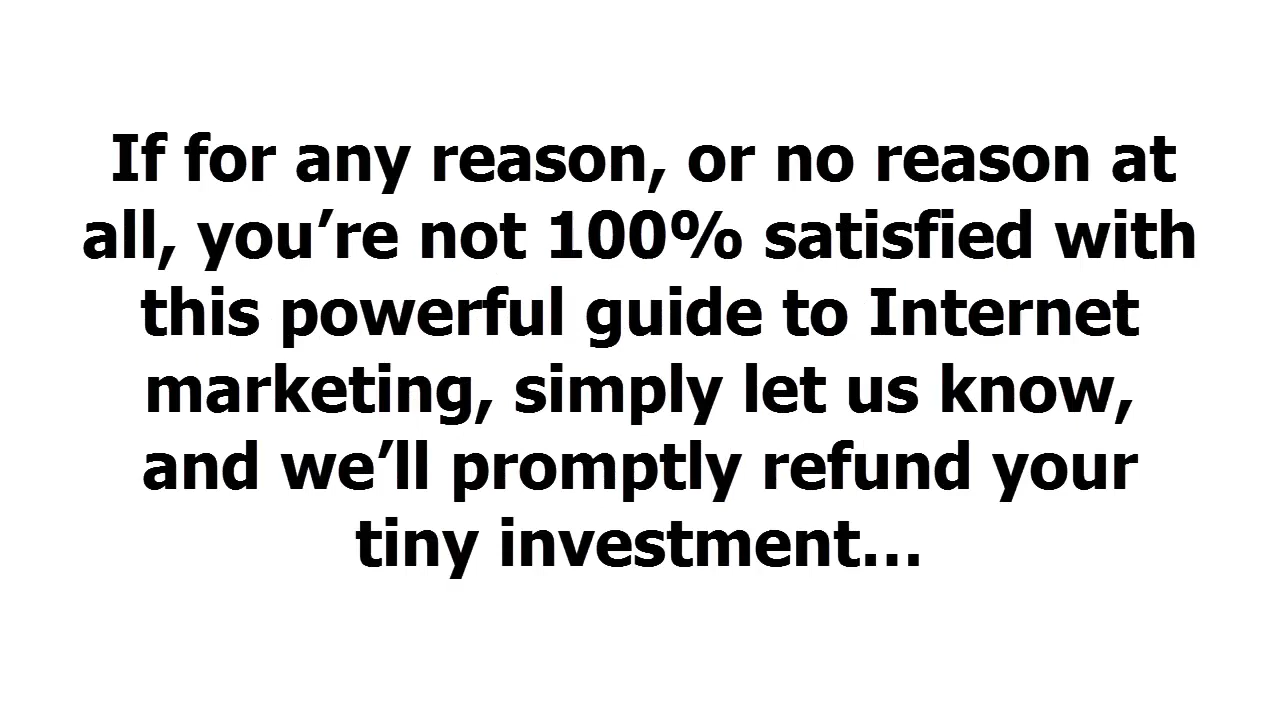 If for any reason, or no reason at
all, you’re not 100% satisfied with
this powerful guide to Internet
marketing, simply let us know,
and we’ll promptly refund your
tiny investment…